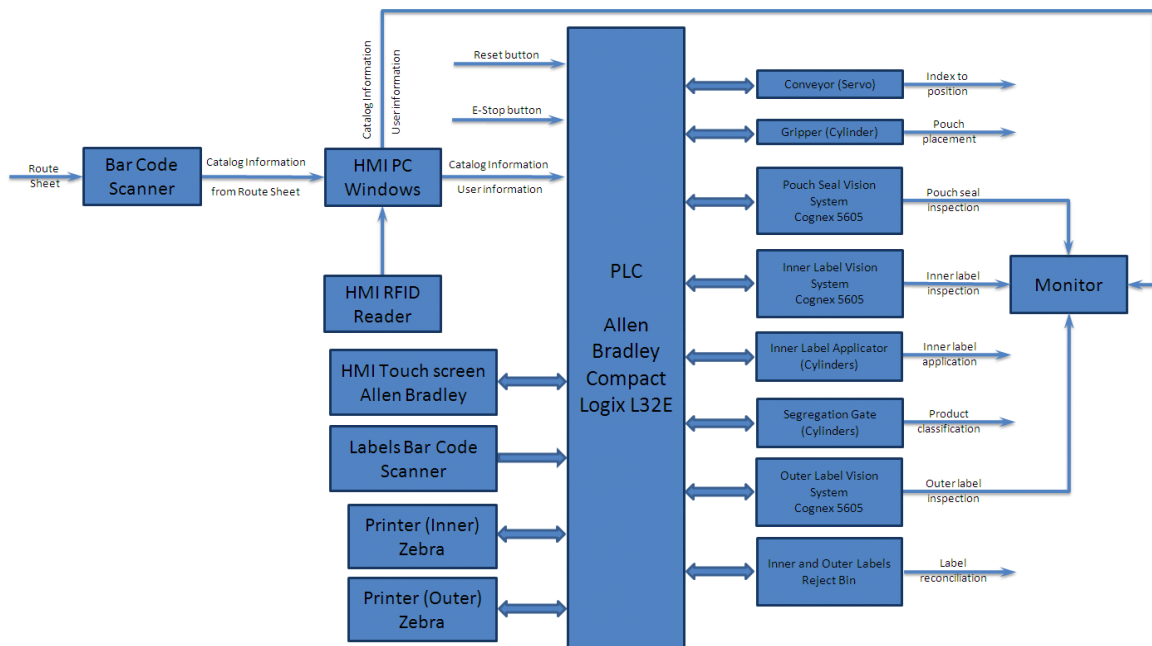 Route
Sheet
Bar Code
Scanner
Catalog Information
from Route Sheet
HMI PC
Windows
Catalog Information
User information
Catalog Information
User information
HMI RFID
Reader
Reset button
E-Stop button
HMI Touch screen
Allen Bradley
Labels Bar Code
Scanner
Printer (Inner)
Zebra
Printer (Outer)
Zebra
PLC
Allen
Bradley
Compact
Logix L32E
Conveyor (Servo)
Index to
position
Gripper (Cylinder)
Pouch
placement
Pouch Seal Vision
System
Cognex 5605
Pouch seal
inspection
Inner Label Vision
System
Cognex 5605
Inner label
inspection
Monitor
Inner Label Applicator
(Cylinders)
Inner label
application
Segregation Gate
(Cylinders)
Product
classification
Outer Label Vision
System
Cognex 5605
Outer label
inspection
Inner and Outer Labels
Reject Bin
Label
reconciliation